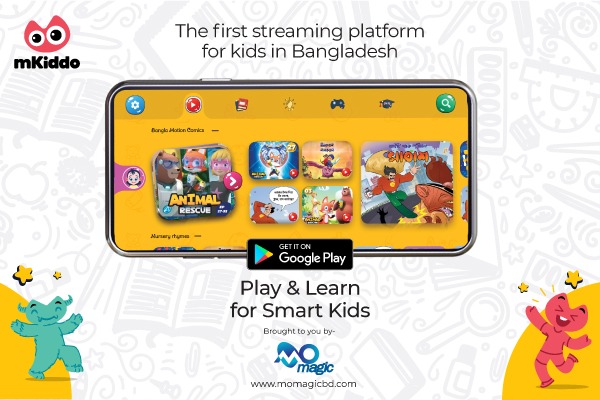 mKiddo
The first streaming platform
for kids in Bangladesh
Bangla Motion Comics
ANIMAL
RESCUE
Nursery rhymes
GET IT ON
Google Play
Play & Learn
for Smart Kids
Brought to you by-
MO
magic
www.momagicbd.com